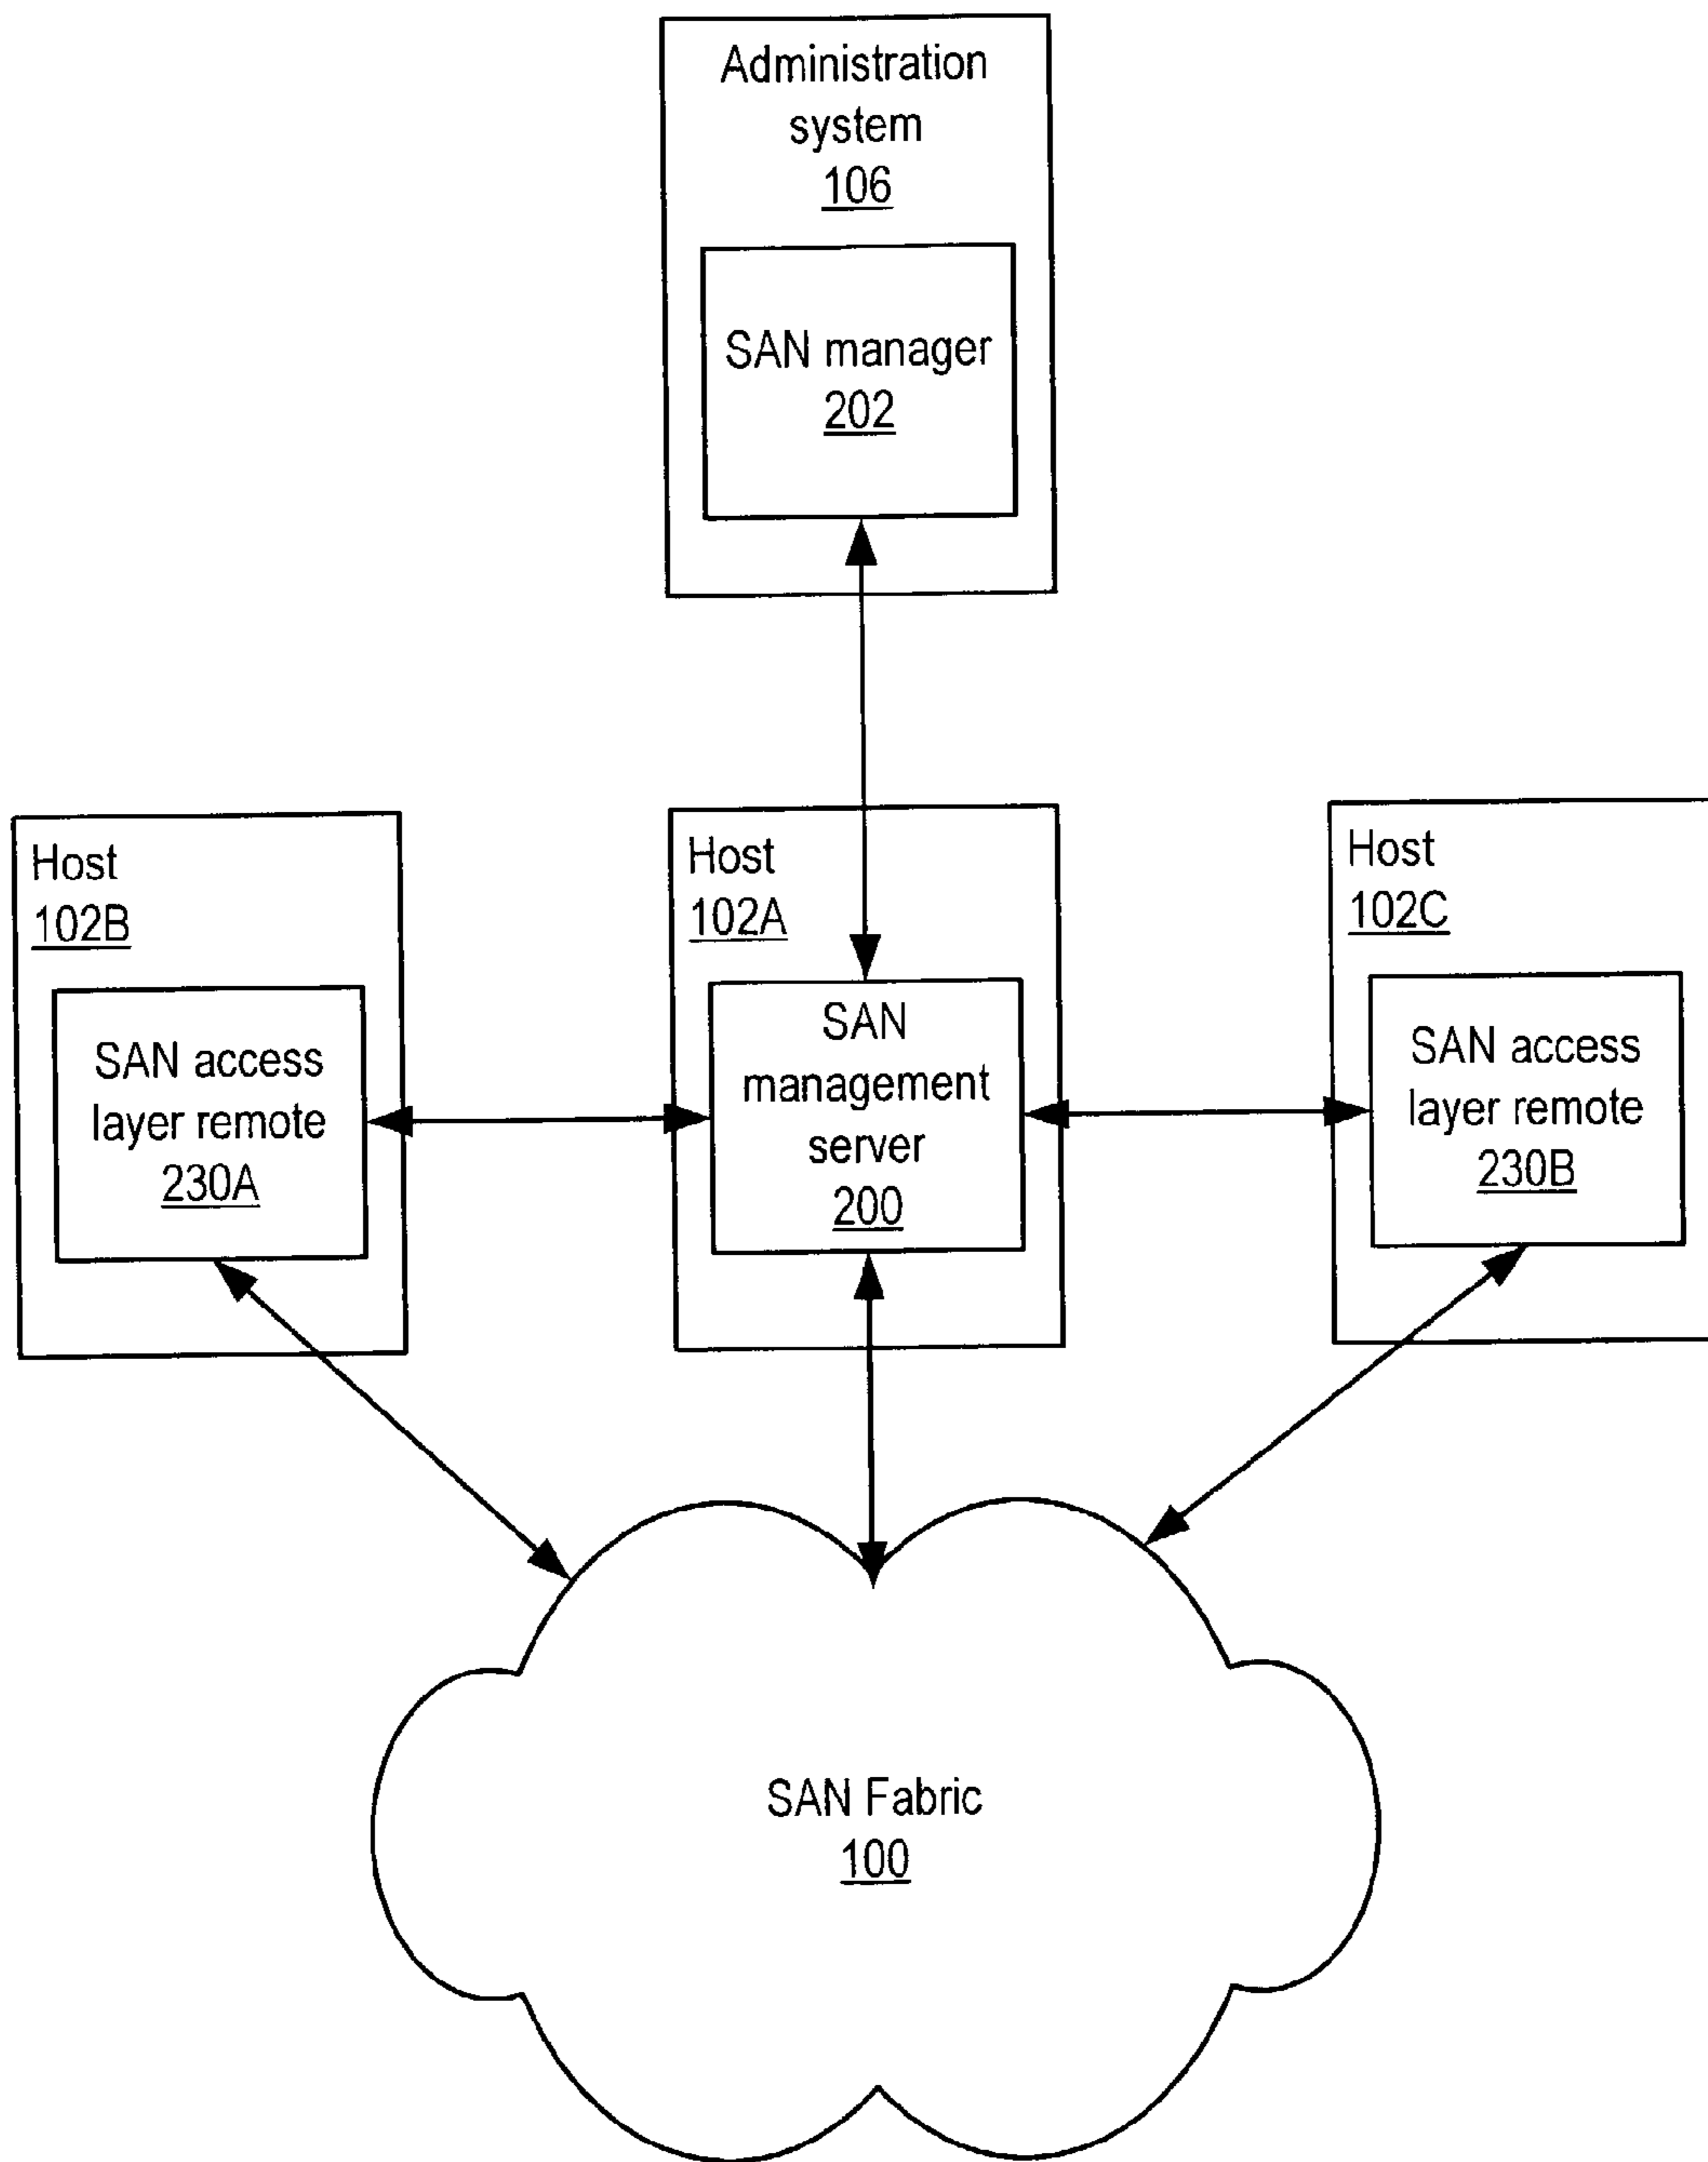 Administration
system
106
SAN manager
202
Host
102B
SAN access
layer remote
230A
Host
102A
SAN
management
server
200
Host
102C
SAN access
layer remote
230B
SAN Fabric
100